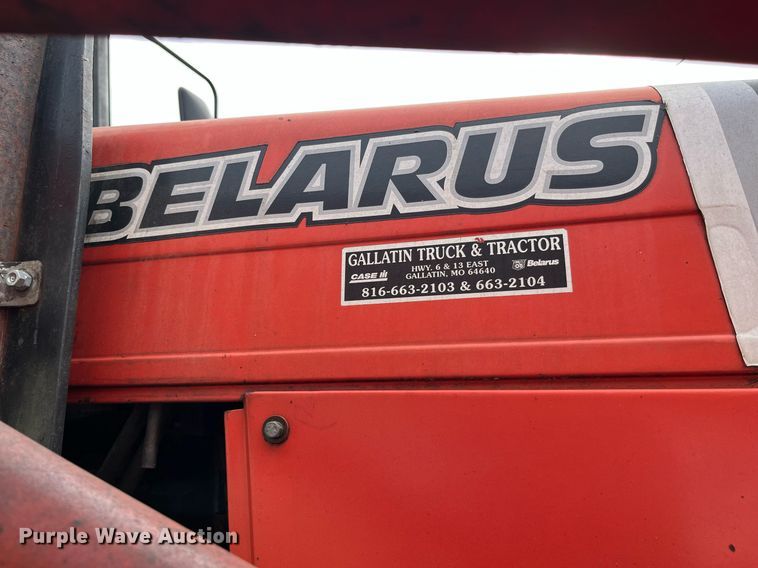 BELARUS
GALLATIN TRUCK & TRACTOR
HWY. 6 & 13 EAST
CASE IH GALLATIN, MO 64640 Belarus
816-663-2103 & 663-2104
Purple Wave Auction